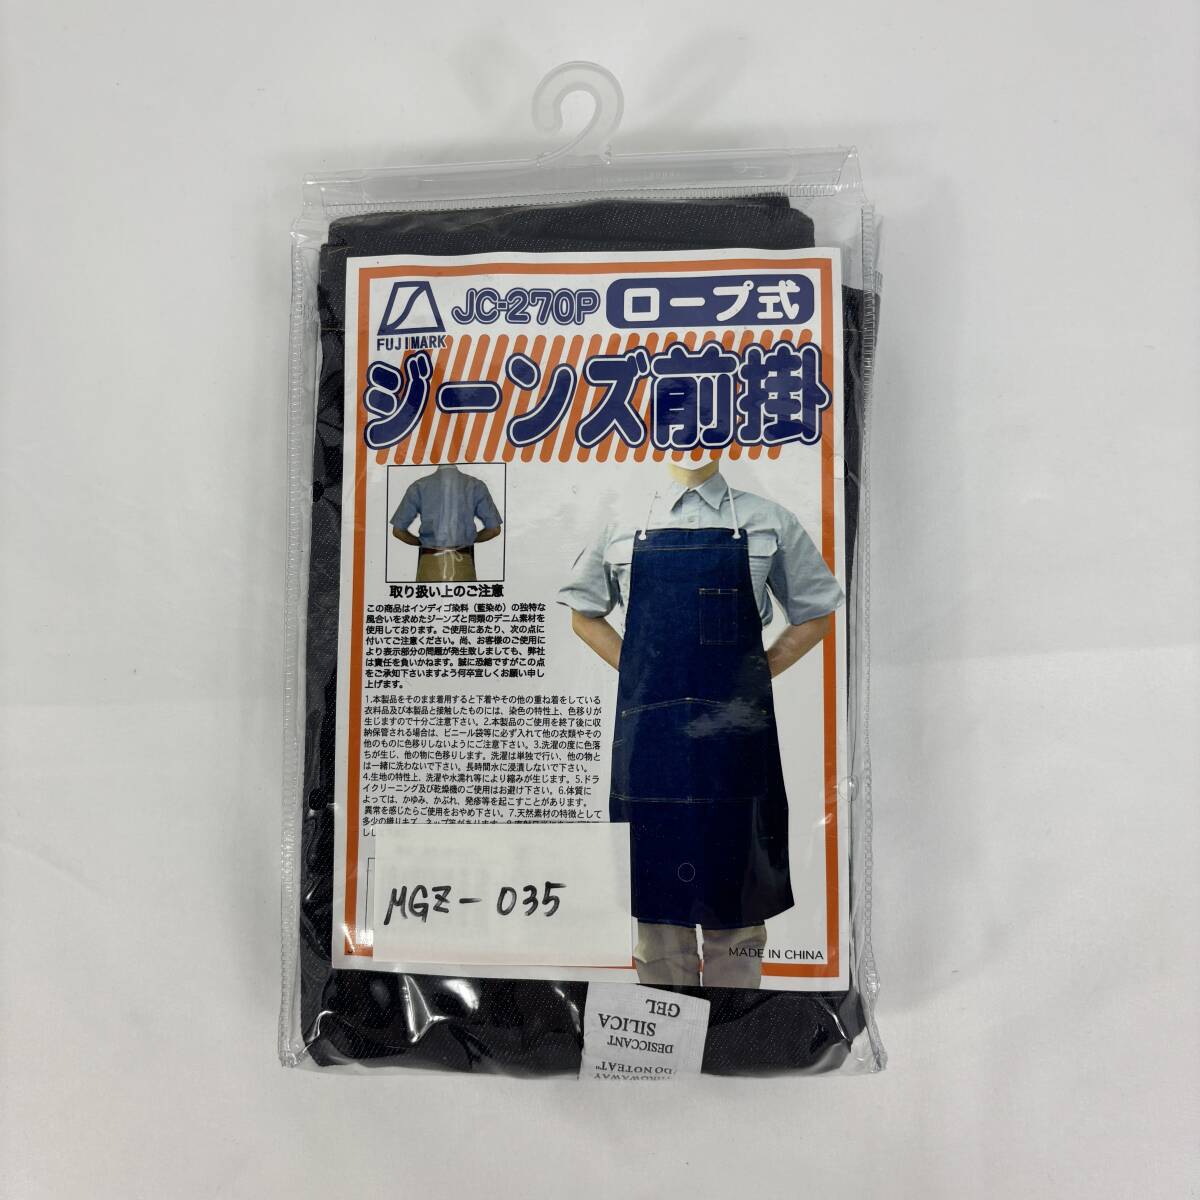 JC-270P ロープ式
FUJIMARK
ジーンズ前掛
取り扱い上のご注意
この商品はインディゴ染料（藍染め）の独特な
風合いを求めたジーンズと同類のデニム素材を
使用しております。ご使用にあたり、次の点に
付いてご注意ください。尚、お客様のご使用に
より表示部分の問題が発生致しましても、弊社
は責任を負いかねます。誠に恐縮ですがこの点
をご承知下さいますよう何卒宜しくお願い申し
上げます。
1.本製品をそのまま着用すると下着やその他の重ね着をしている
衣料品及び本製品と接触したものには、染色の特性上、色移りが
生じますので十分ご注意下さい。2.本製品のご使用を終了後に収
納保管される場合は、ビニール袋等に必ず入れて他の衣類やその
他のものに色移りしないようにご注意下さい。3.洗濯の度に色落
ちが生じ、他の物に色移りします。洗濯は単独で行い、他の物と
は一緒に洗わないで下さい。長時間水に浸漬しないで下さい。
4.生地の特性上、洗濯や水濡れ等により縮みが生じます。5.ドラ
イクリーニング及び乾燥機のご使用はお避け下さい。6.体質に
よっては、かゆみ、かぶれ、発疹等を起こすことがあります。
異常を感じたらご使用をおやめ下さい。7.天然素材の特徴として
MGZ-035
MADE IN CHINA
GEL
SILICA
DESICCANT
DO NOT EAT"
THROWAWAY